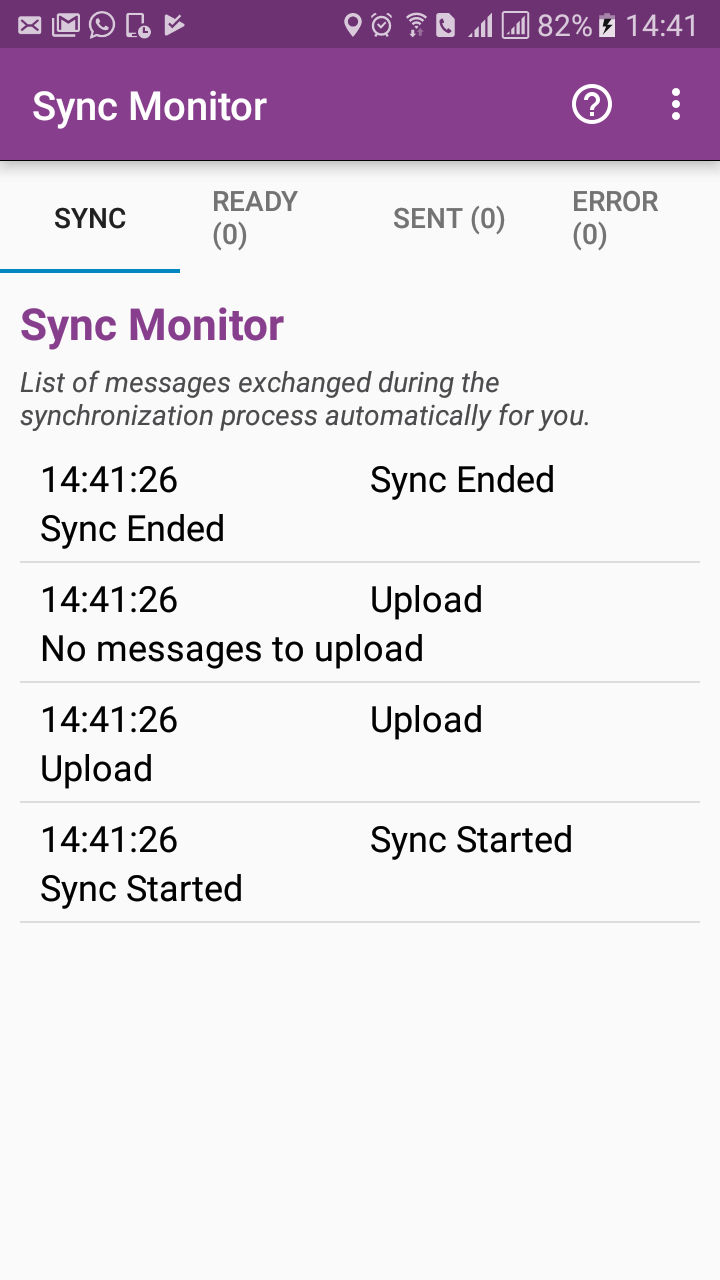 82% 14:41
Sync Monitor
SYNC
READY
(0)
SENT (0)
ERROR
(0)
Sync Monitor
List of messages exchanged during the
synchronization process automatically for you.
14:41:26 Sync Ended
Sync Ended
14:41:26 Upload
No messages to upload
14:41:26 Upload
Upload
14:41:26 Sync Started
Sync Started